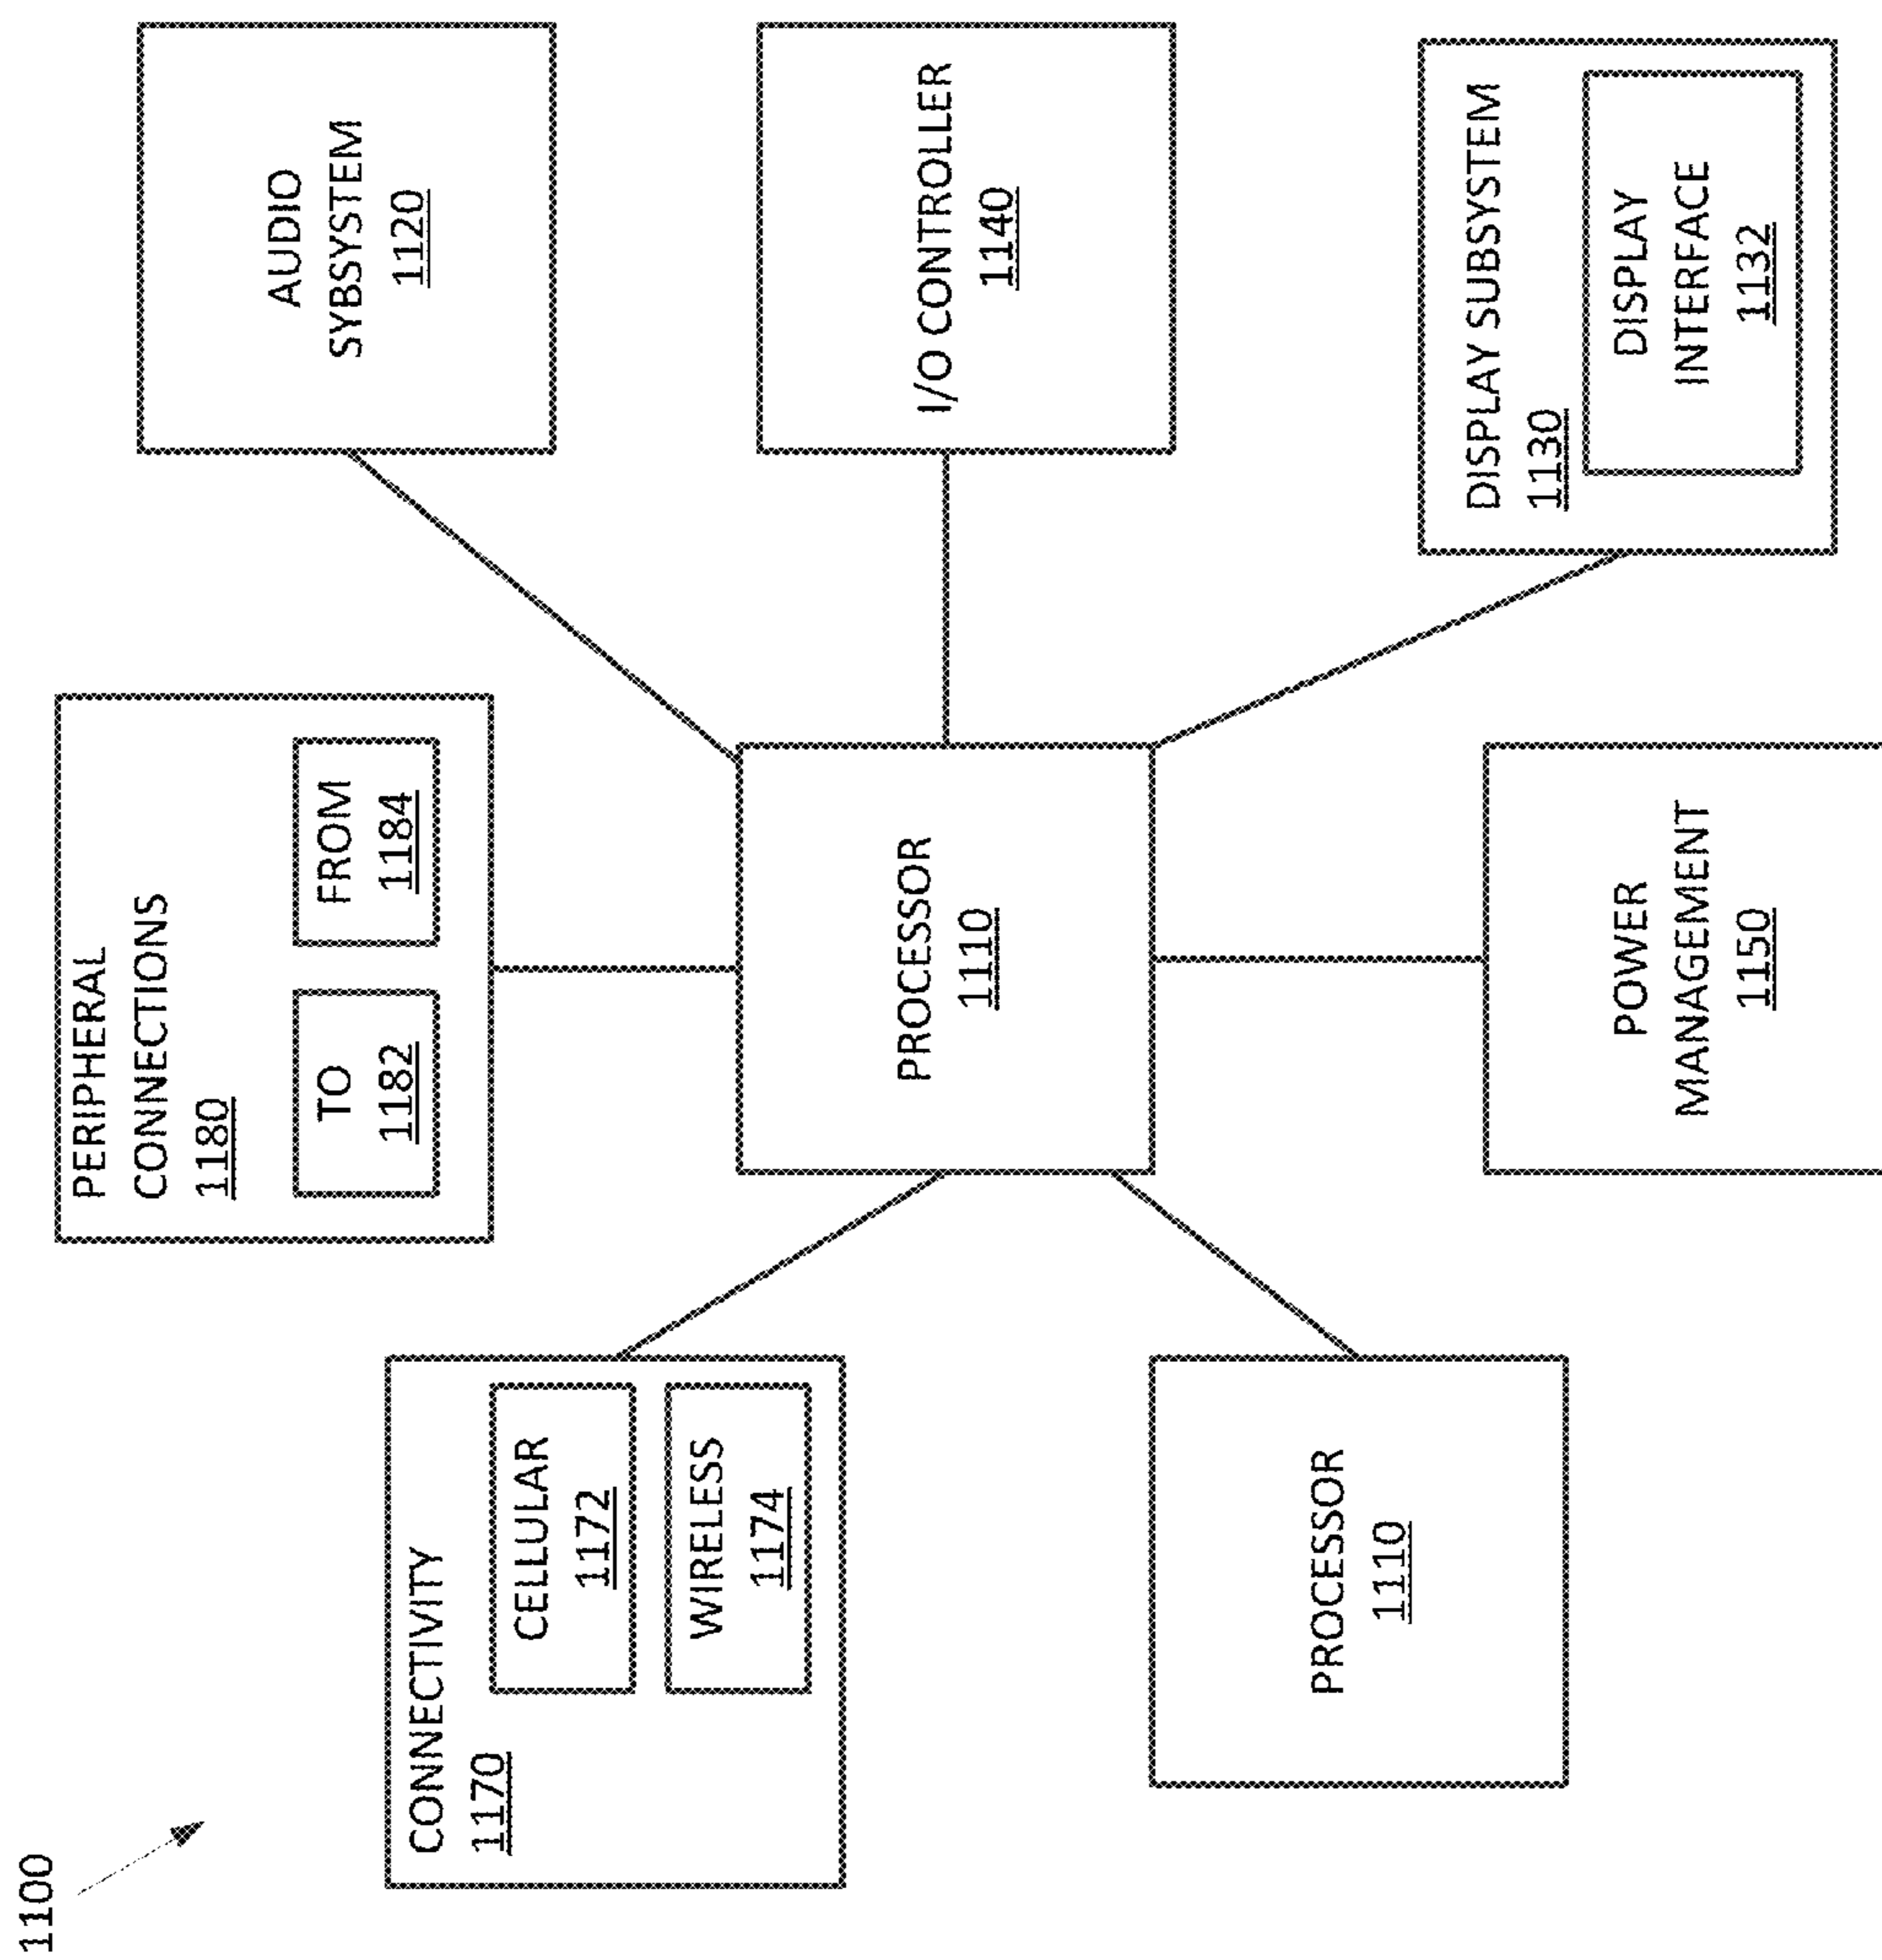 1100
PERIPHERAL
CONNECTIONS
1180
TO
1182
FROM
1184
CONNECTIVITY
1170
CELLULAR
1172
WIRELESS
1174
AUDIO
SYBSYSTEM
1120
PROCESSOR
1110
I/O CONTROLLER
1140
PROCESSOR
1110
POWER
MANAGEMENT
1150
DISPLAY SUBSYSTEM
1130
DISPLAY
INTERFACE
1132